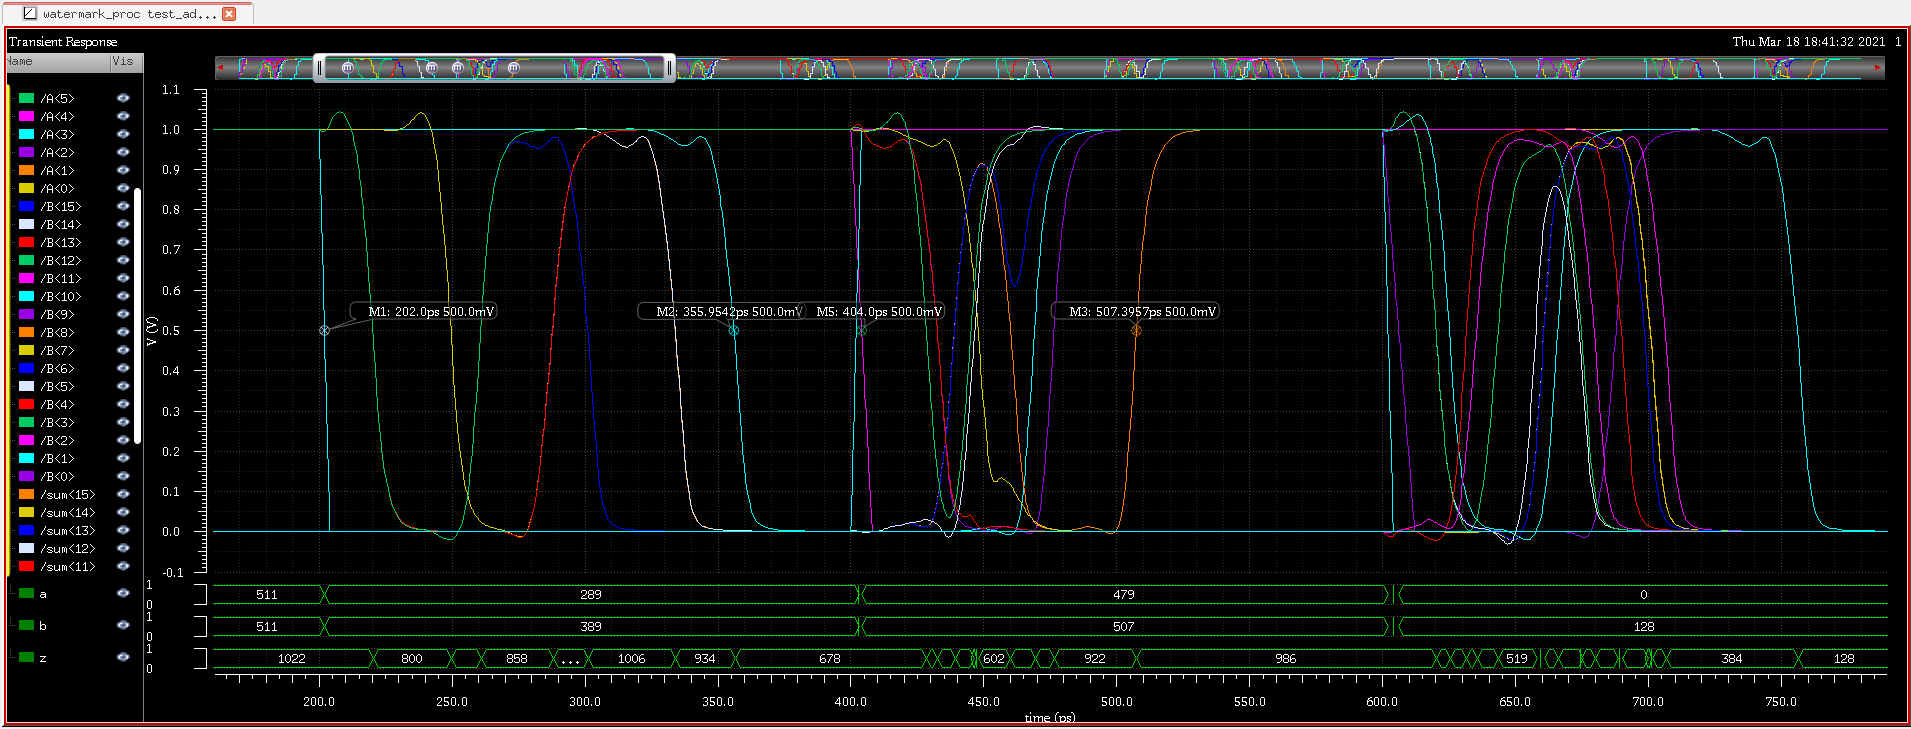 watermark_proc test_ad...
Transient Response
Thu Mar 18 18:41:32 2021 1
Name Vis
/A<5>
/A<4>
/A<3>
/A<2>
/A<1>
/A<0>
/B<15>
/B<14>
/B<13>
/B<12>
/B<11>
/B<10>
/B<9>
/B<8>
/B<7>
/B<6>
/B<5>
/B<4>
/B<3>
/B<2>
/B<1>
/B<0>
/sum<15>
/sum<14>
/sum<13>
/sum<12>
/sum<11>
a
b
z
m m m m
1.1
1.0
0.9
0.8
0.7
0.6
0.5
0.4
0.3
0.2
0.1
0.0
-0.1
V (V)
M1: 202.0ps 500.0mV
M2: 355.9542ps 500.0mV
M5: 404.0ps 500.0mV
M3: 507.3957ps 500.0mV
1
0
511 289 479 0
1
0
511 389 507 128
1
0
1022 800 858 ... 1006 934 678 602 922 986 519 384 128
200.0 250.0 300.0 350.0 400.0 450.0 500.0 550.0 600.0 650.0 700.0 750.0
time (ps)